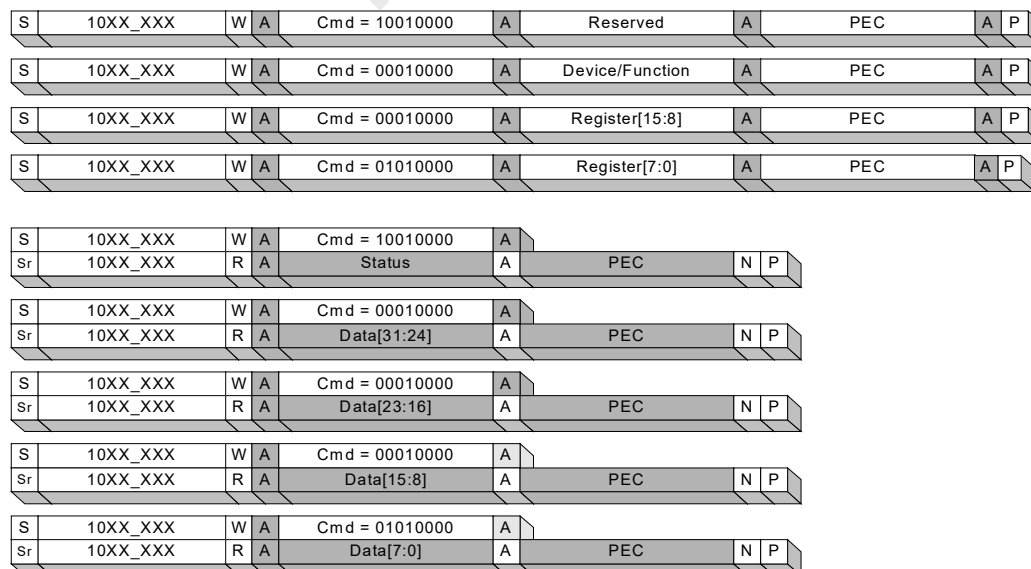 S 10XX_XXX W A Cmd = 10010000 A Reserved A PEC A P
S 10XX_XXX W A Cmd = 00010000 A Device/Function A PEC A P
S 10XX_XXX W A Cmd = 00010000 A Register[15:8] A PEC A P
S 10XX_XXX W A Cmd = 01010000 A Register[7:0] A PEC A P
S 10XX_XXX W A Cmd = 10010000 A
Sr 10XX_XXX R A Status A PEC N P
S 10XX_XXX W A Cmd = 00010000 A
Sr 10XX_XXX R A Data[31:24] A PEC N P
S 10XX_XXX W A Cmd = 00010000 A
Sr 10XX_XXX R A Data[23:16] A PEC N P
S 10XX_XXX W A Cmd = 00010000 A
Sr 10XX_XXX R A Data[15:8] A PEC N P
S 10XX_XXX W A Cmd = 01010000 A
Sr 10XX_XXX R A Data[7:0] A PEC N P